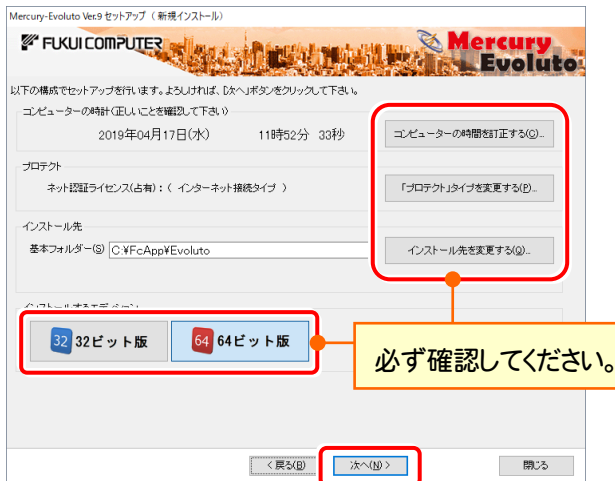 Mercury-Evoluto Ver.9 セットアップ（新規インストール）
FUKUI COMPUTER
Mercury
Evoluto
以下の構成でセットアップを行います。よろしければ、[次へ]ボタンをクリックして下さい。
コンピューターの時計（正しいことを確認して下さい）
2019年04月17日(水) 11時52分 33秒
コンピューターの時間を訂正する(C)...
プロテクト
ネット認証ライセンス(占有)：( インターネット接続タイプ )
「プロテクト」タイプを変更する(P)...
インストール先
基本フォルダー(S) C:¥FcApp¥Evoluto
インストール先を変更する(Q)...
インストールするエディション
32 32ビット版
64 64ビット版
必ず確認してください。
< 戻る(B)
次へ(N) >
閉じる